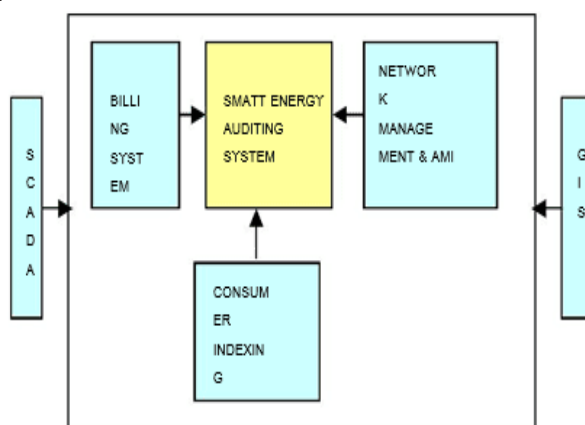 S
C
A
D
A
BILLI
NG
SYST
EM
SMATT ENERGY
AUDITING
SYSTEM
NETWOR
K
MANAGE
MENT & AMI
G
I
S
CONSUM
ER
INDEXIN
G